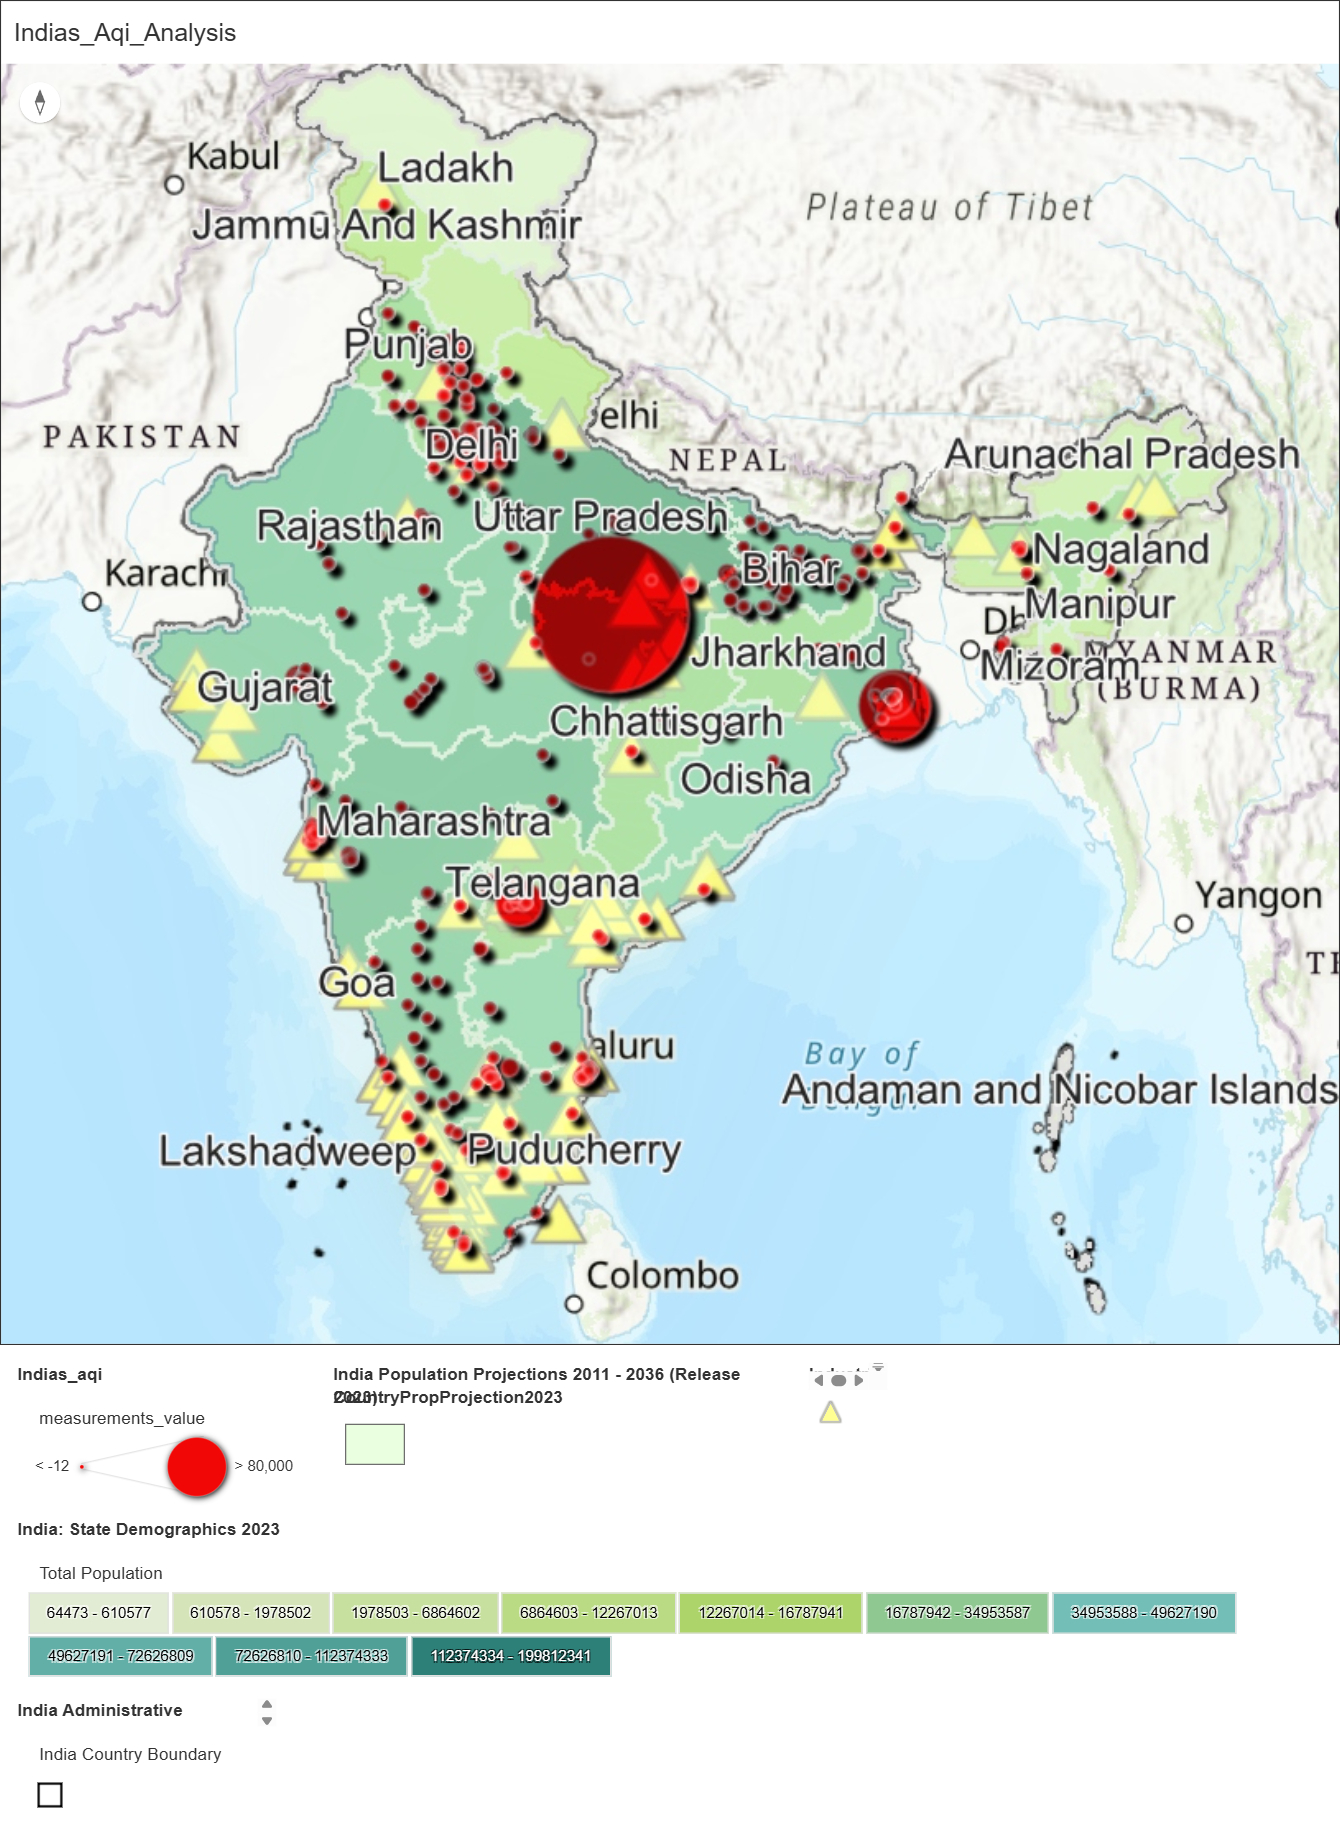 Indias_Aqi_Analysis
Kabul
Ladakh
Plateau of Tibet
Jammu And Kashmir
Punjab
elhi
PAKISTAN
Delhi
NEPAL
Arunachal Pradesh
Rajasthan
Uttar Pradesh
Nagaland
Karachi
Bihar
Manipur
Dh
Jharkhand
Mizoram
MYANMAR
(BURMA)
Gujarat
Chhattisgarh
Odisha
Maharashtra
Telangana
Yangon
Goa
TH
aluru
Bay of
Bengal
Andaman and Nicobar Islands
Lakshadweep
Puducherry
Colombo
Indias_aqi
measurements_value
< -12
> 80,000
India Population Projections 2011 - 2036 (Release
2023)
CountryPropProjection2023
India: State Demographics 2023
Total Population
64473 - 610577
610578 - 1978502
1978503 - 6864602
6864603 - 12267013
12267014 - 16787941
16787942 - 34953587
34953588 - 49627190
49627191 - 72626809
72626810 - 112374333
112374334 - 199812341
India Administrative
India Country Boundary